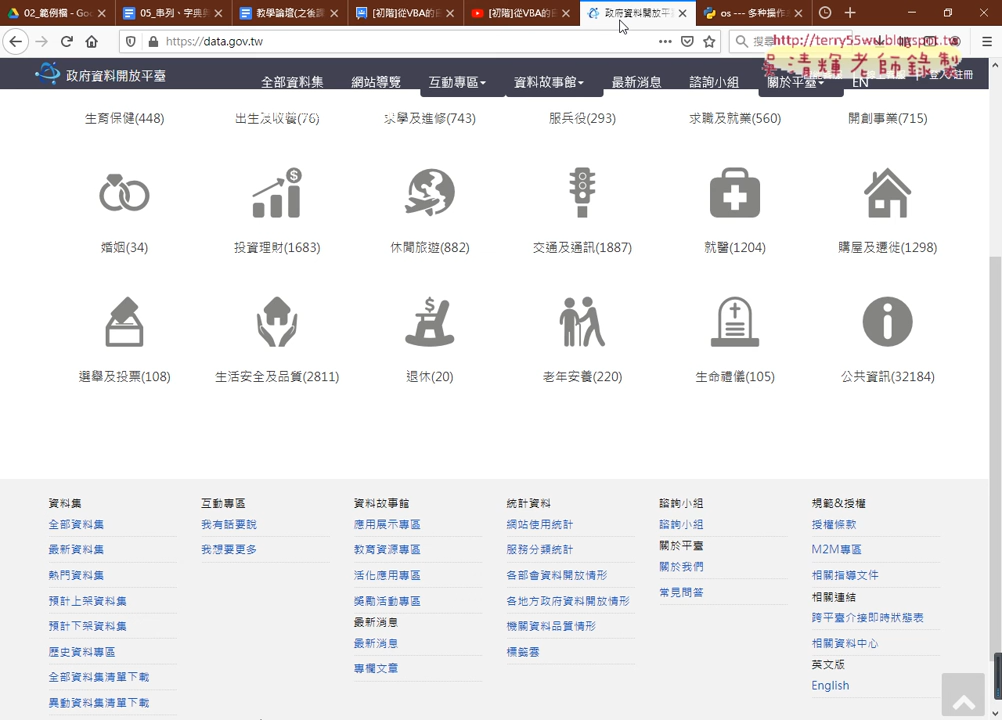 02_範例檔 - Goo
05_串列、字典與
教學論壇(之後課
[初階]從VBA的自
[初階]從VBA的自
政府資料開放平臺
os --- 多种操作系
https://data.gov.tw
搜尋
http://terry55wu.blogspot.tw
吳清輝老師錄製
政府資料開放平臺
全部資料集
網站導覽
互動專區
資料故事館
最新消息
諮詢小組
關於平臺
EN
登入
註冊
生育保健(448)
出生及收養(76)
求學及進修(743)
服兵役(293)
求職及就業(560)
開創事業(715)
婚姻(34)
投資理財(1683)
休閒旅遊(882)
交通及通訊(1887)
就醫(1204)
購屋及遷徙(1298)
選舉及投票(108)
生活安全及品質(2811)
退休(20)
老年安養(220)
生命禮儀(105)
公共資訊(32184)
資料集
全部資料集
最新資料集
熱門資料集
預計上架資料集
預計下架資料集
歷史資料專區
全部資料集清單下載
異動資料集清單下載
互動專區
我有話要說
我想要更多
資料故事館
應用展示專區
教育資源專區
活化應用專區
獎勵活動專區
最新消息
最新消息
專欄文章
統計資料
網站使用統計
服務分類統計
各部會資料開放情形
各地方政府資料開放情形
機關資料品質情形
標籤雲
諮詢小組
諮詢小組
關於平臺
關於我們
常見問答
規範&授權
授權條款
M2M專區
相關指導文件
相關連結
跨平臺介接即時狀態表
相關資料中心
英文版
English